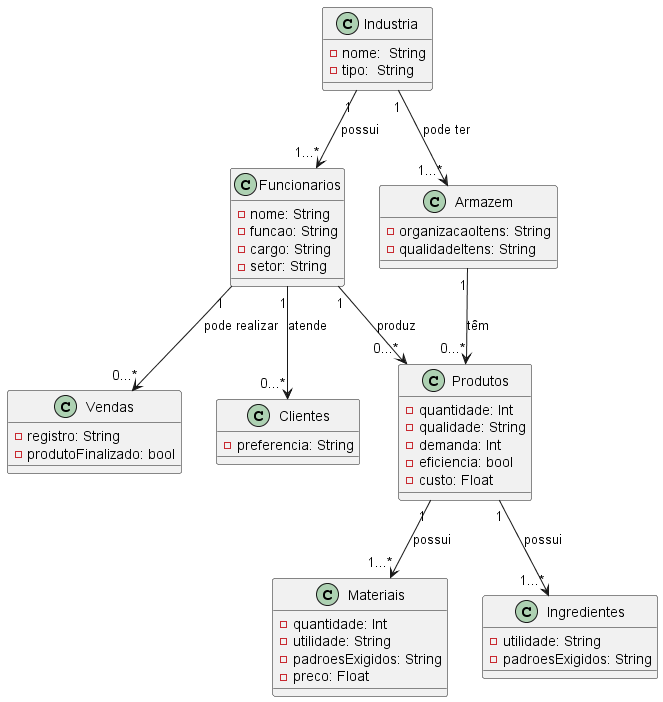 C Industria
nome:  String
tipo:  String
1
1
possui
pode ter
1...*
1...*
C Funcionarios
nome: String
funcao: String
cargo: String
setor: String
C Armazem
organizacaoItens: String
qualidadeItens: String
1
1
1
1
pode realizar
atende
produz
têm
0...*
0...*
0...*
0...*
C Vendas
registro: String
produtoFinalizado: bool
C Clientes
preferencia: String
C Produtos
quantidade: Int
qualidade: String
demanda: Int
eficiencia: bool
custo: Float
1
1
possui
possui
1...*
1...*
C Materiais
quantidade: Int
utilidade: String
padroesExigidos: String
preco: Float
C Ingredientes
utilidade: String
padroesExigidos: String